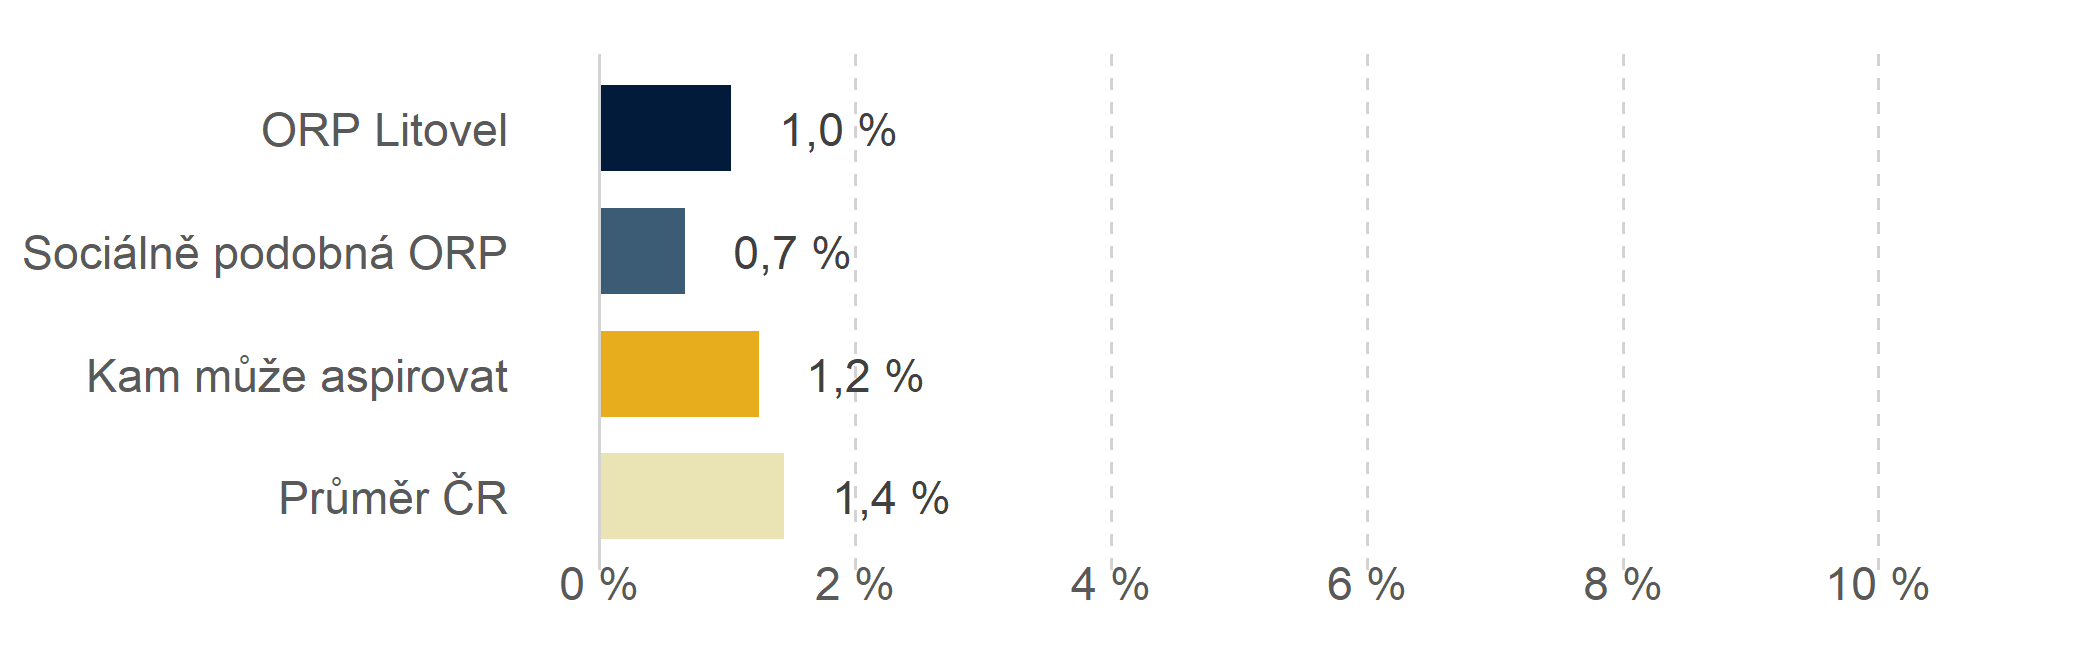 ORP Litovel 1,0 %
Sociálně podobná ORP 0,7 %
Kam může aspirovat 1,2 %
Průměr ČR 1,4 %
0 % 2 % 4 % 6 % 8 % 10 %